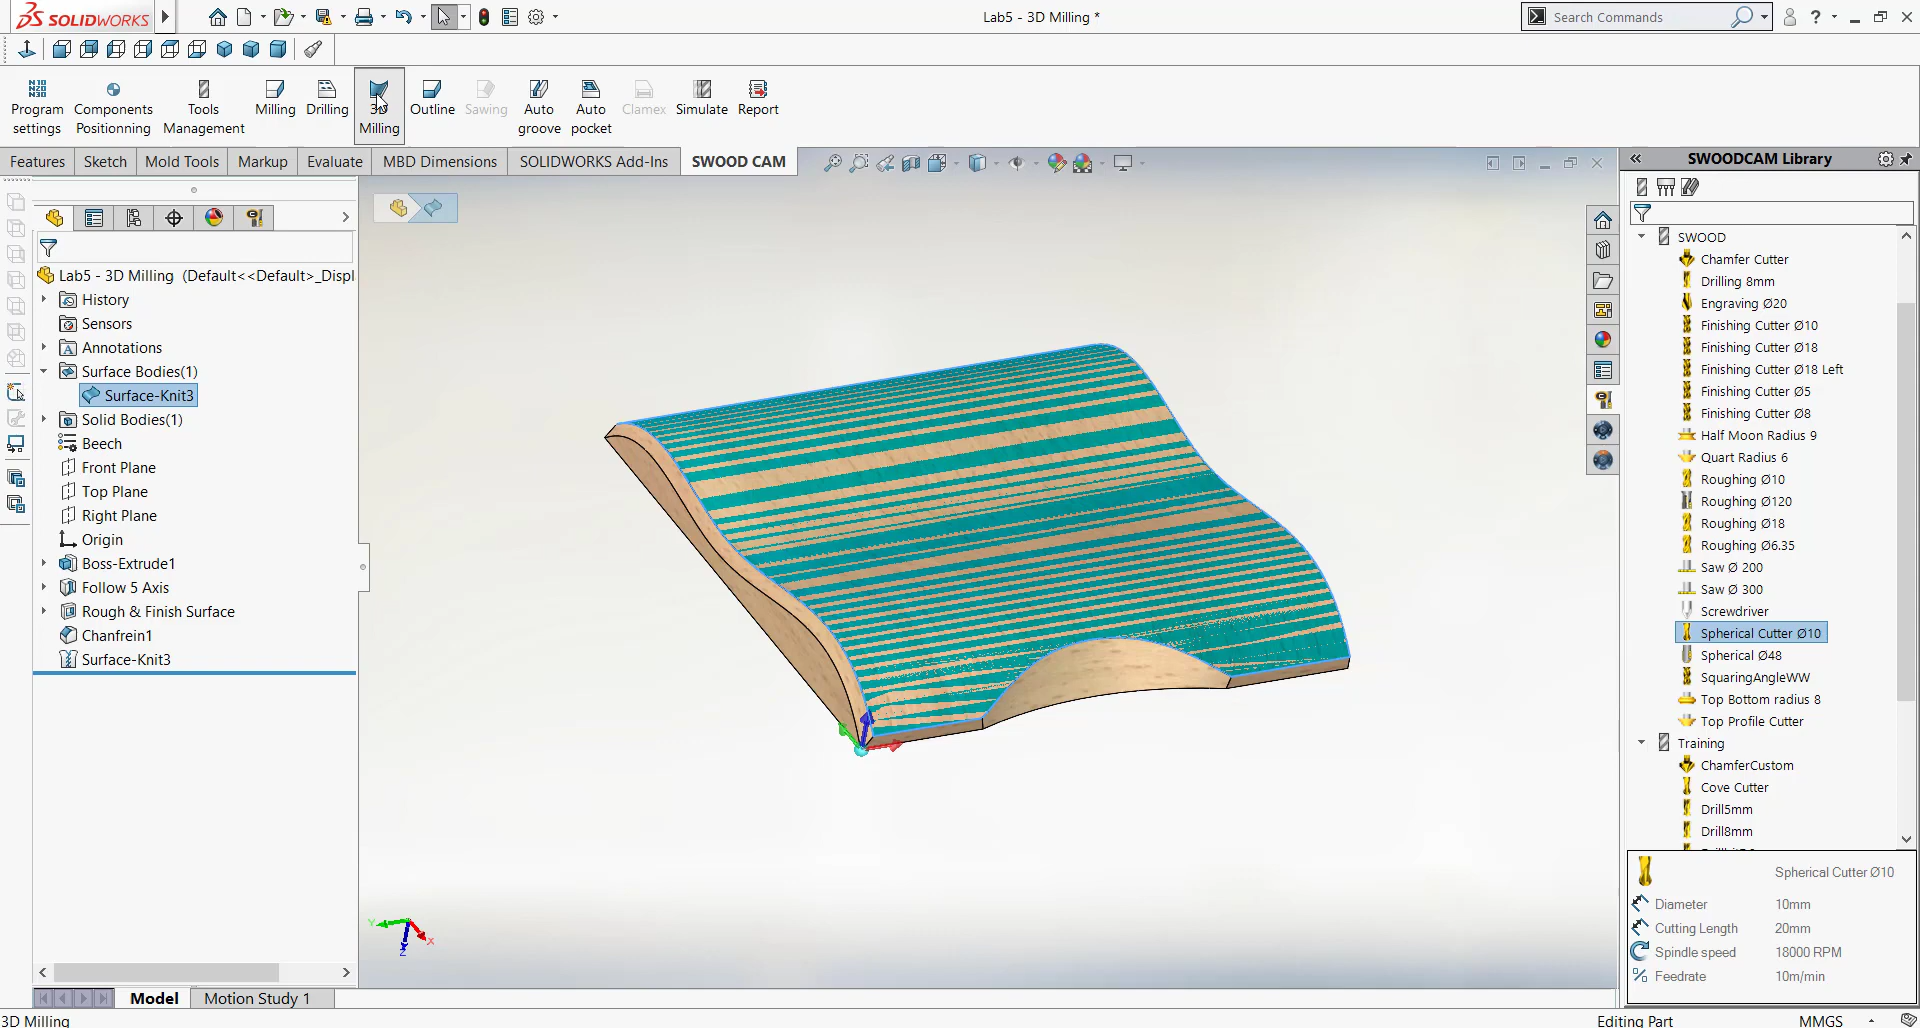 SOLIDWORKS
Lab5 - 3D Milling *
Search Commands
?
Program settings
Components Positionning
Tools Management
Milling
Drilling
3D Milling
Outline
Sawing
Auto groove
Auto pocket
Clamex
Simulate
Report
Features
Sketch
Mold Tools
Markup
Evaluate
MBD Dimensions
SOLIDWORKS Add-Ins
SWOOD CAM
Lab5 - 3D Milling (Default<<Default>_Displ
History
Sensors
Annotations
Surface Bodies(1)
Surface-Knit3
Solid Bodies(1)
Beech
Front Plane
Top Plane
Right Plane
Origin
Boss-Extrude1
Follow 5 Axis
Rough & Finish Surface
Chanfrein1
Surface-Knit3
Y
X
Z
SWOODCAM Library
SWOOD
Chamfer Cutter
Drilling 8mm
Engraving Ø20
Finishing Cutter Ø10
Finishing Cutter Ø18
Finishing Cutter Ø18 Left
Finishing Cutter Ø5
Finishing Cutter Ø8
Half Moon Radius 9
Quart Radius 6
Roughing Ø10
Roughing Ø120
Roughing Ø18
Roughing Ø6.35
Saw Ø 200
Saw Ø 300
Screwdriver
Spherical Cutter Ø10
Spherical Ø48
SquaringAngleWW
Top Bottom radius 8
Top Profile Cutter
Training
ChamferCustom
Cove Cutter
Drill5mm
Drill8mm
Spherical Cutter Ø10
Diameter 10mm
Cutting Length 20mm
Spindle speed 18000 RPM
Feedrate 10m/min
Model
Motion Study 1
3D Milling
Editing Part
MMGS